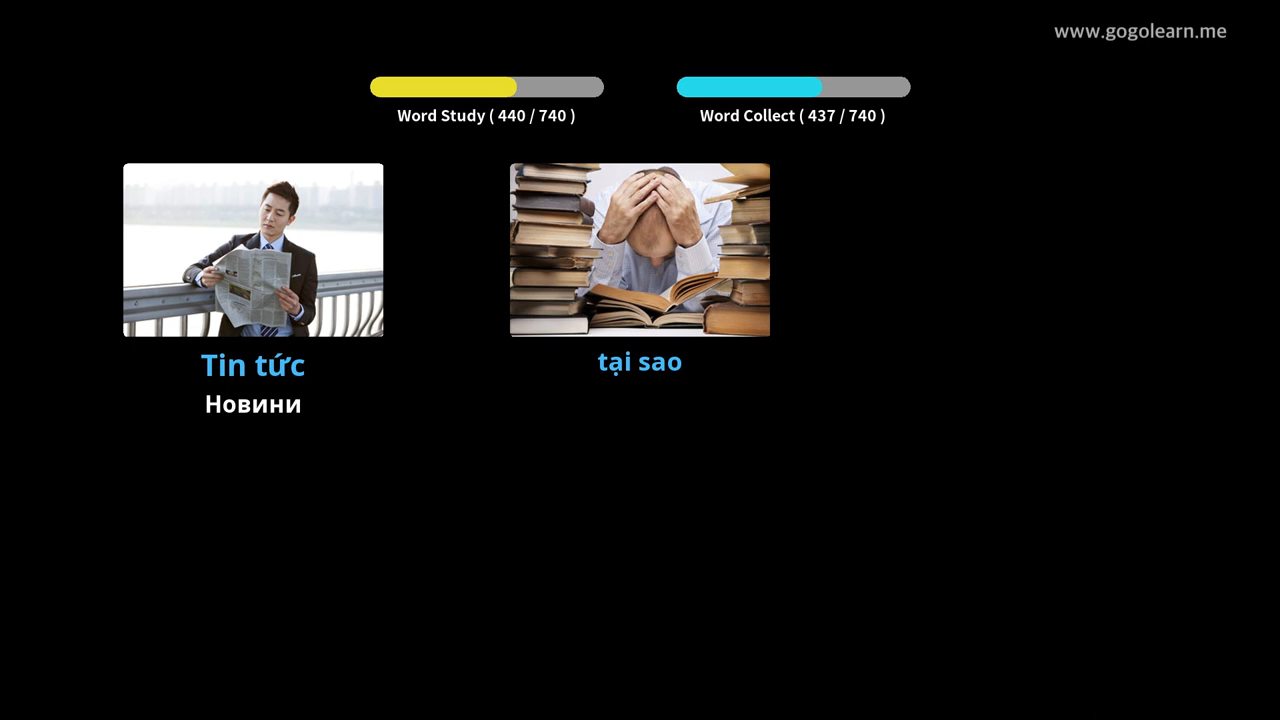 www.gogolearn.me
Word Study ( 440 / 740 )
Word Collect ( 437 / 740 )
Tin tức
Новини
tại sao